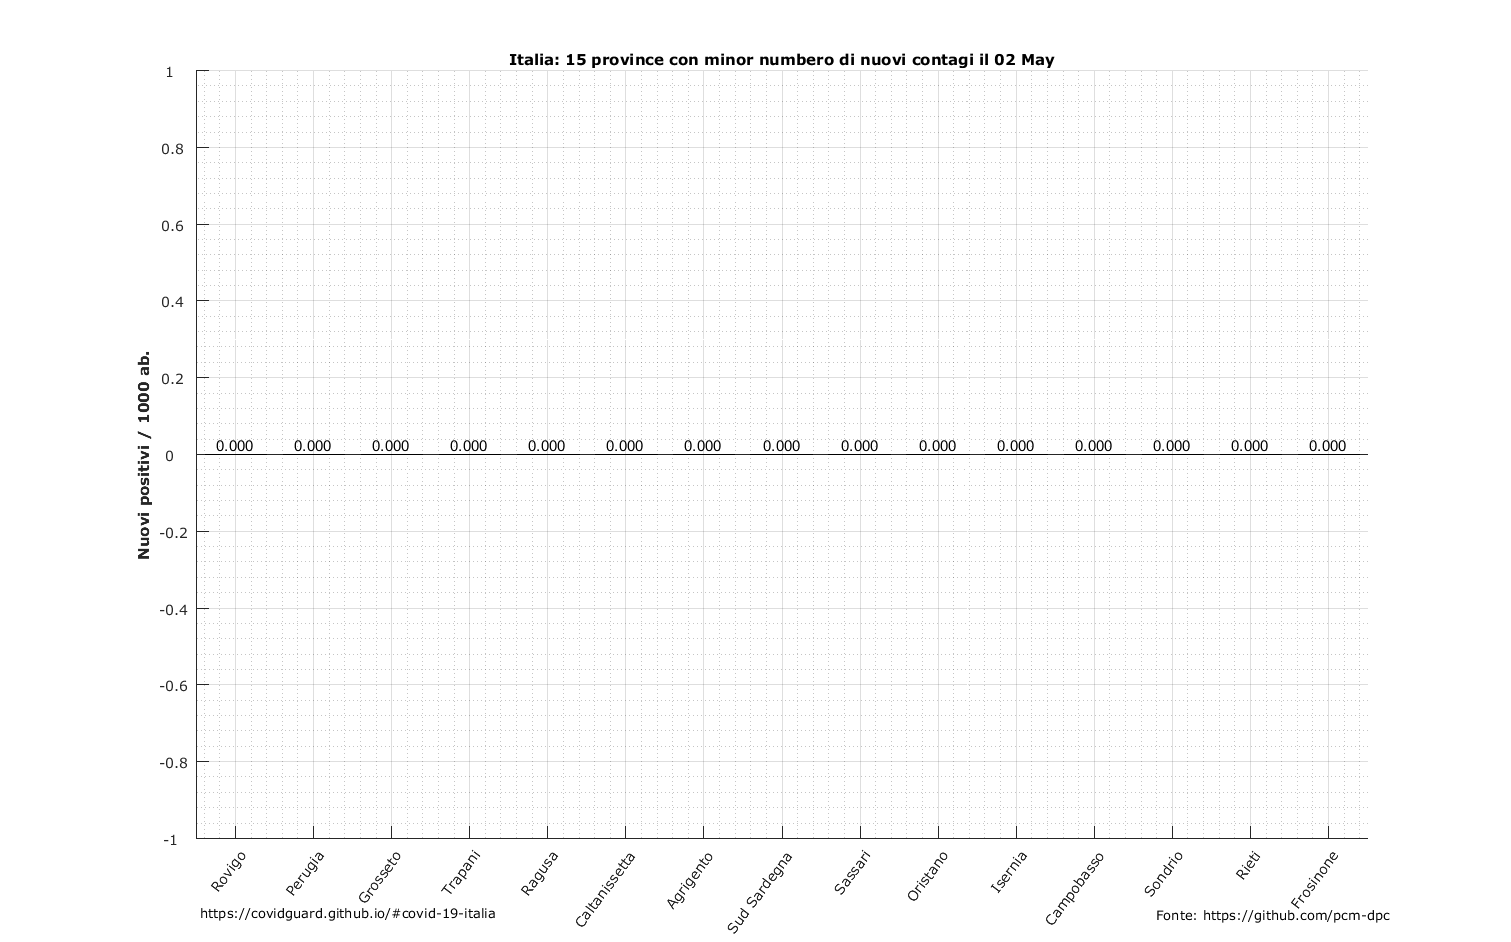 Italia: 15 province con minor numbero di nuovi contagi il 02 May
Nuovi positivi / 1000 ab.
1
0.8
0.6
0.4
0.2
0
-0.2
-0.4
-0.6
-0.8
-1
0.000 0.000 0.000 0.000 0.000 0.000 0.000 0.000 0.000 0.000 0.000 0.000 0.000 0.000 0.000
Rovigo
Perugia
Grosseto
Trapani
Ragusa
Caltanissetta
Agrigento
Sud Sardegna
Sassari
Oristano
Isernia
Campobasso
Sondrio
Rieti
Frosinone
https://covidguard.github.io/#covid-19-italia
Fonte: https://github.com/pcm-dpc